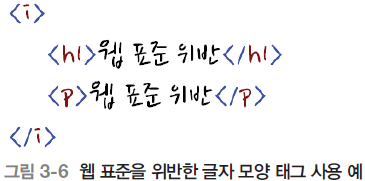 <i>
<h1>웹 표준 위반</h1>
<p>웹 표준 위반</p>
</i>
그림 3-6 웹 표준을 위반한 글자 모양 태그 사용 예